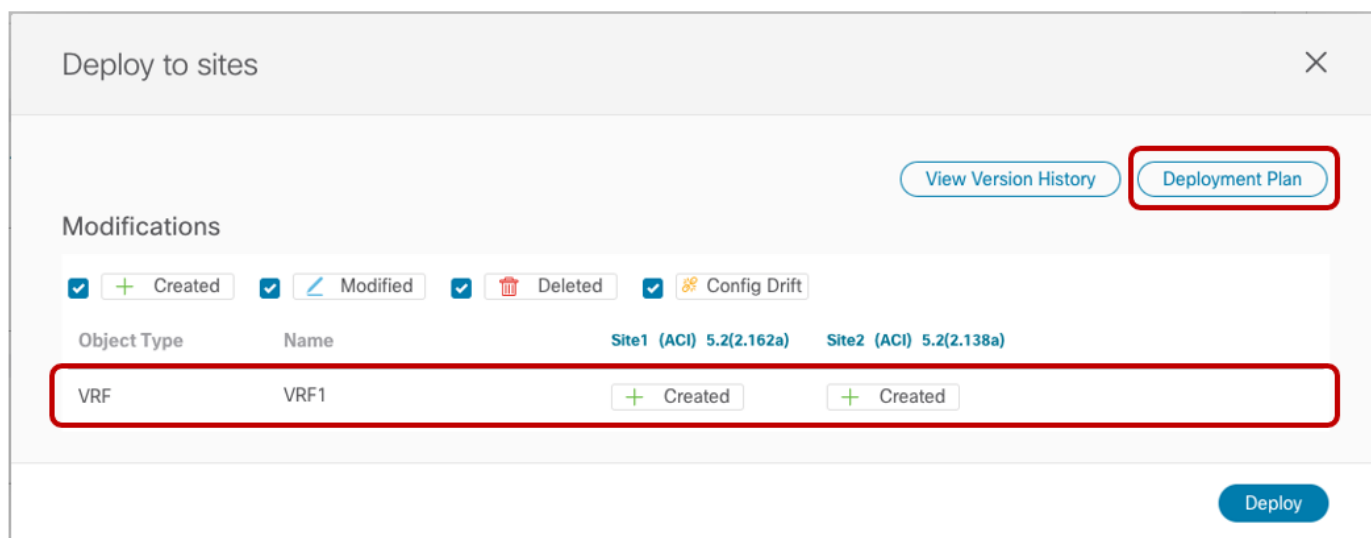 Deploy to sites
View Version History Deployment Plan
Modifications
Created Modified Deleted Config Drift
Object Type Name Site1 (ACI) 5.2(2.162a) Site2 (ACI) 5.2(2.138a)
VRF VRF1 Created Created
Deploy